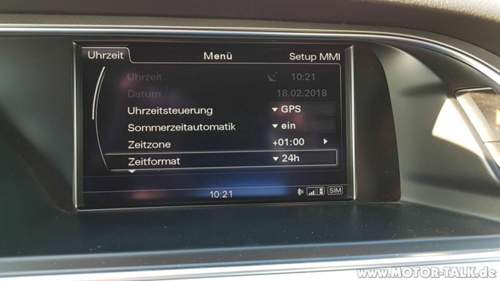 Uhrzeit Menü Setup MMI
Uhrzeit 10:21
Datum 18.02.2018
Uhrzeitsteuerung GPS
Sommerzeitautomatik ein
Zeitzone +01:00
Zeitformat 24h
10:21 SIM
www.MOTOR-TALK.de